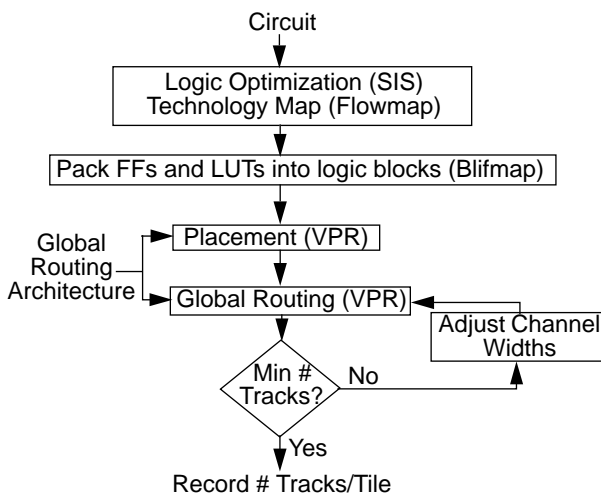 Circuit
Logic Optimization (SIS)
Technology Map (Flowmap)
Pack FFs and LUTs into logic blocks (Blifmap)
Placement (VPR)
Global
Routing
Architecture
Global Routing (VPR)
Adjust Channel
Widths
Min #
Tracks?
No
Yes
Record # Tracks/Tile